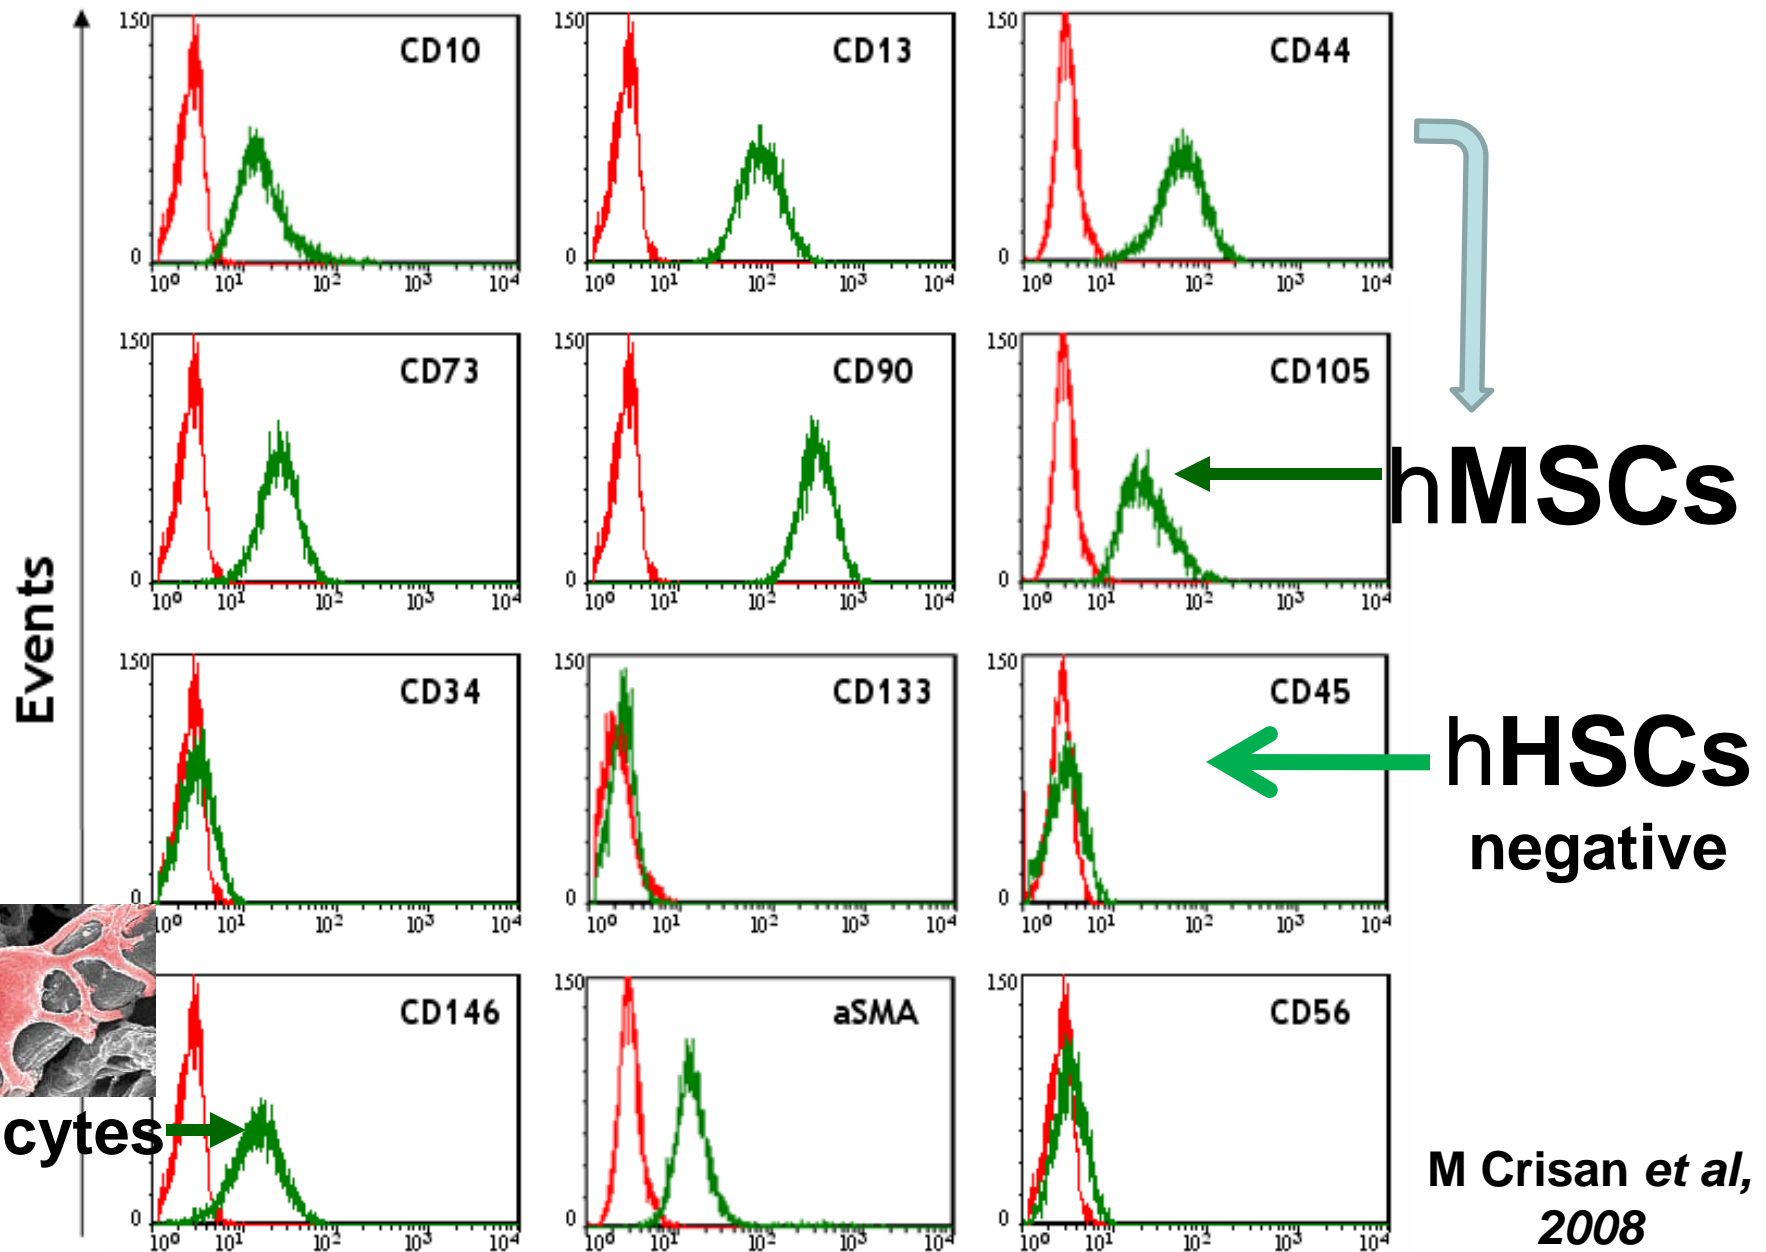 150 CD10 150 CD13 150 CD44
0 0 0
10⁰ 10¹ 10² 10³ 10⁴ 10⁰ 10¹ 10² 10³ 10⁴ 10⁰ 10¹ 10² 10³ 10⁴
150 CD73 150 CD90 150 CD105
hMSCs
0 0 0
10⁰ 10¹ 10² 10³ 10⁴ 10⁰ 10¹ 10² 10³ 10⁴ 10⁰ 10¹ 10² 10³ 10⁴
Events
150 CD34 150 CD133 150 CD45
hHSCs
negative
0 0 0
10⁰ 10¹ 10² 10³ 10⁴ 10⁰ 10¹ 10² 10³ 10⁴ 10⁰ 10¹ 10² 10³ 10⁴
CD146 150 aSMA 150 CD56
cytes
0 0 0
10⁰ 10¹ 10² 10³ 10⁴ 10⁰ 10¹ 10² 10³ 10⁴ 10⁰ 10¹ 10² 10³ 10⁴
M Crisan et al,
2008